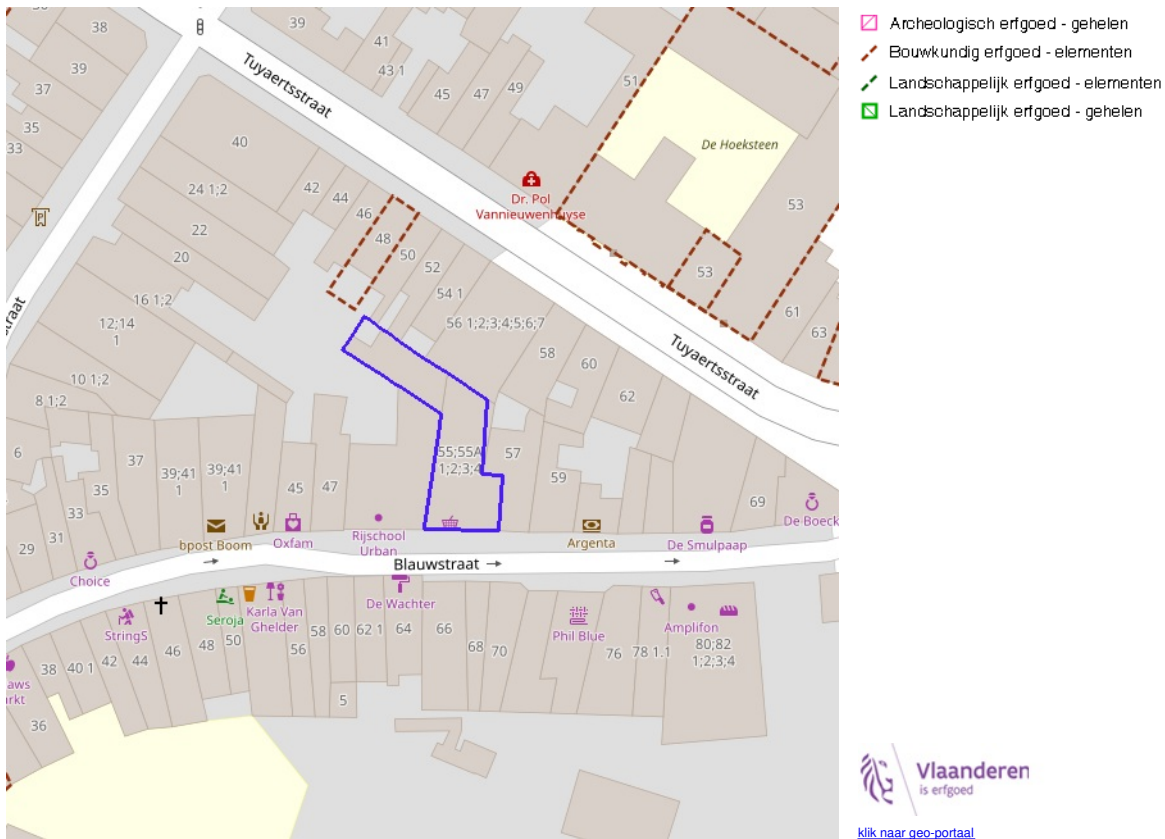 38
39
37
35
33
39
41
43 1
45
47
49
51
Tuyaertsstraat
De Hoeksteen
40
24 1;2
22
20
16 1;2
12;14
1
10 1;2
8 1;2
42
44
46
48
50
52
54 1
56 1;2;3;4;5;6;7
58
60
62
Dr. Pol
Vannieuwenhuyse
53
53
61
63
Tuyaertsstraat
straat
6
29
31
33
35
37
39;41
1
39;41
1
45
47
55;55A
1;2;3;4
57
59
69
bpost Boom
Oxfam
Rijschool
Urban
Argenta
De Smulpaap
De Boeck
Choice
Blauwstraat
StringS
Seroja
Karla Van
Ghelder
De Wachter
Phil Blue
Amplifon
38
40 1
42
44
46
48
50
56
58
60
62 1
64
66
68
70
76
78 1.1
80;82
1;2;3;4
5
36
aws
rkt
Archeologisch erfgoed - gehelen
Bouwkundig erfgoed - elementen
Landschappelijk erfgoed - elementen
Landschappelijk erfgoed - gehelen
Vlaanderen
is erfgoed
klik naar geo-portaal